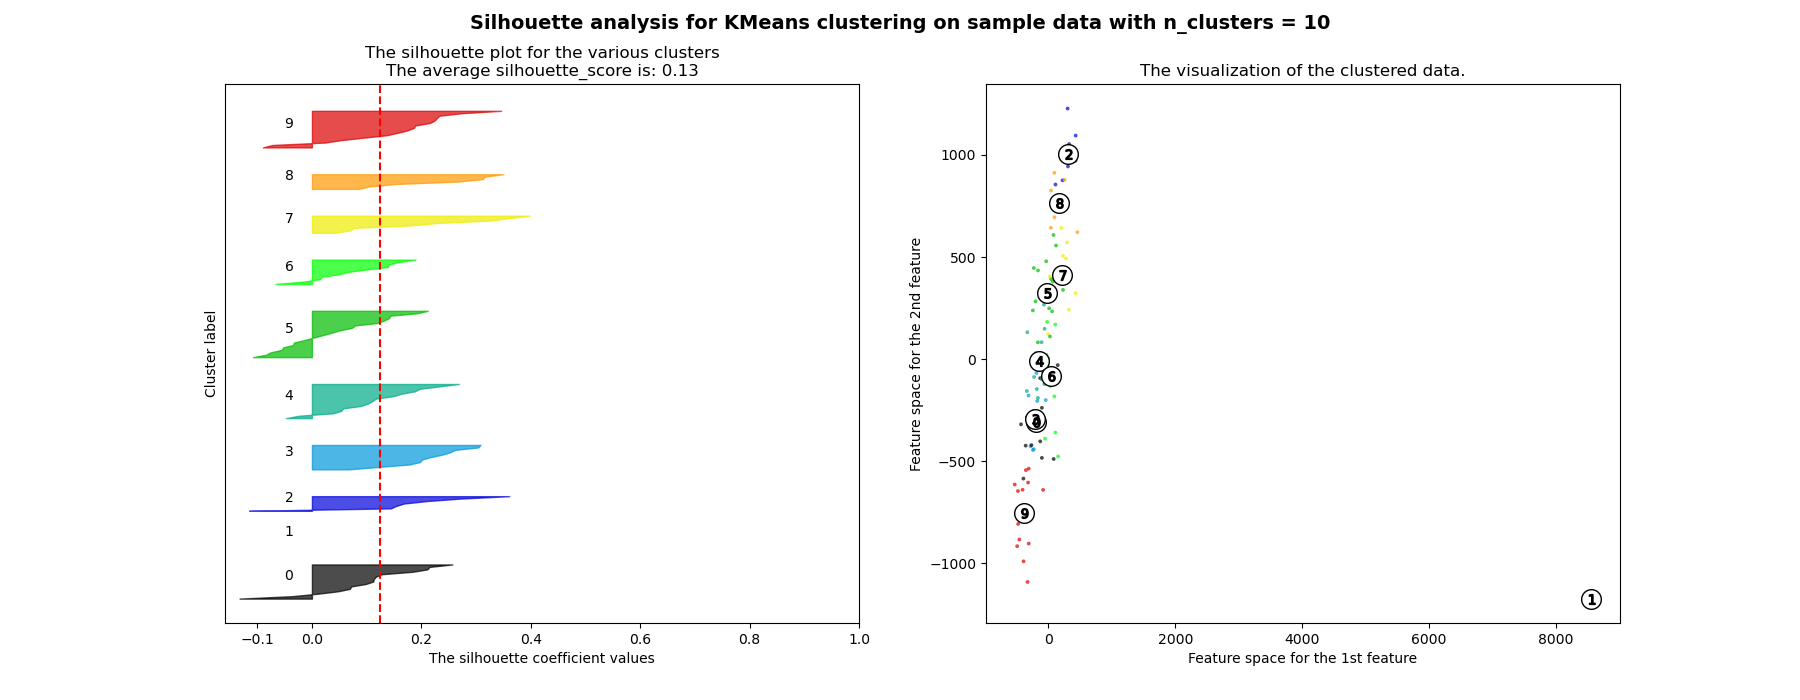 Silhouette analysis for KMeans clustering on sample data with n_clusters = 10
The silhouette plot for the various clusters
The average silhouette_score is: 0.13
9
8
7
6
5
4
3
2
1
0
Cluster label
−0.1 0.0 0.2 0.4 0.6 0.8 1.0
The silhouette coefficient values
The visualization of the clustered data.
1000
500
0
−500
−1000
Feature space for the 2nd feature
2
8
7
5
4
6
3
9
1
0 2000 4000 6000 8000
Feature space for the 1st feature